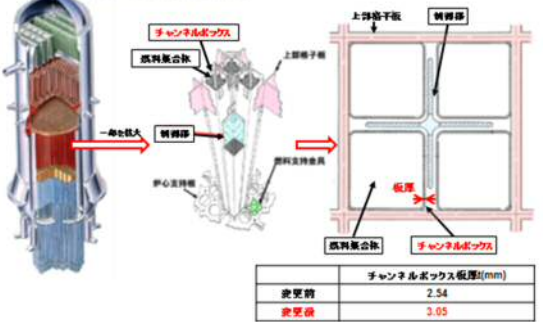 チャンネルボックス
燃料集合体
上部格子板
一部を拡大
制御棒
炉心支持板
燃料支持金具
上部格子板
制御棒
板厚
燃料集合体
チャンネルボックス
チャンネルボックス板厚t(mm)
変更前 2.54
変更後 3.05